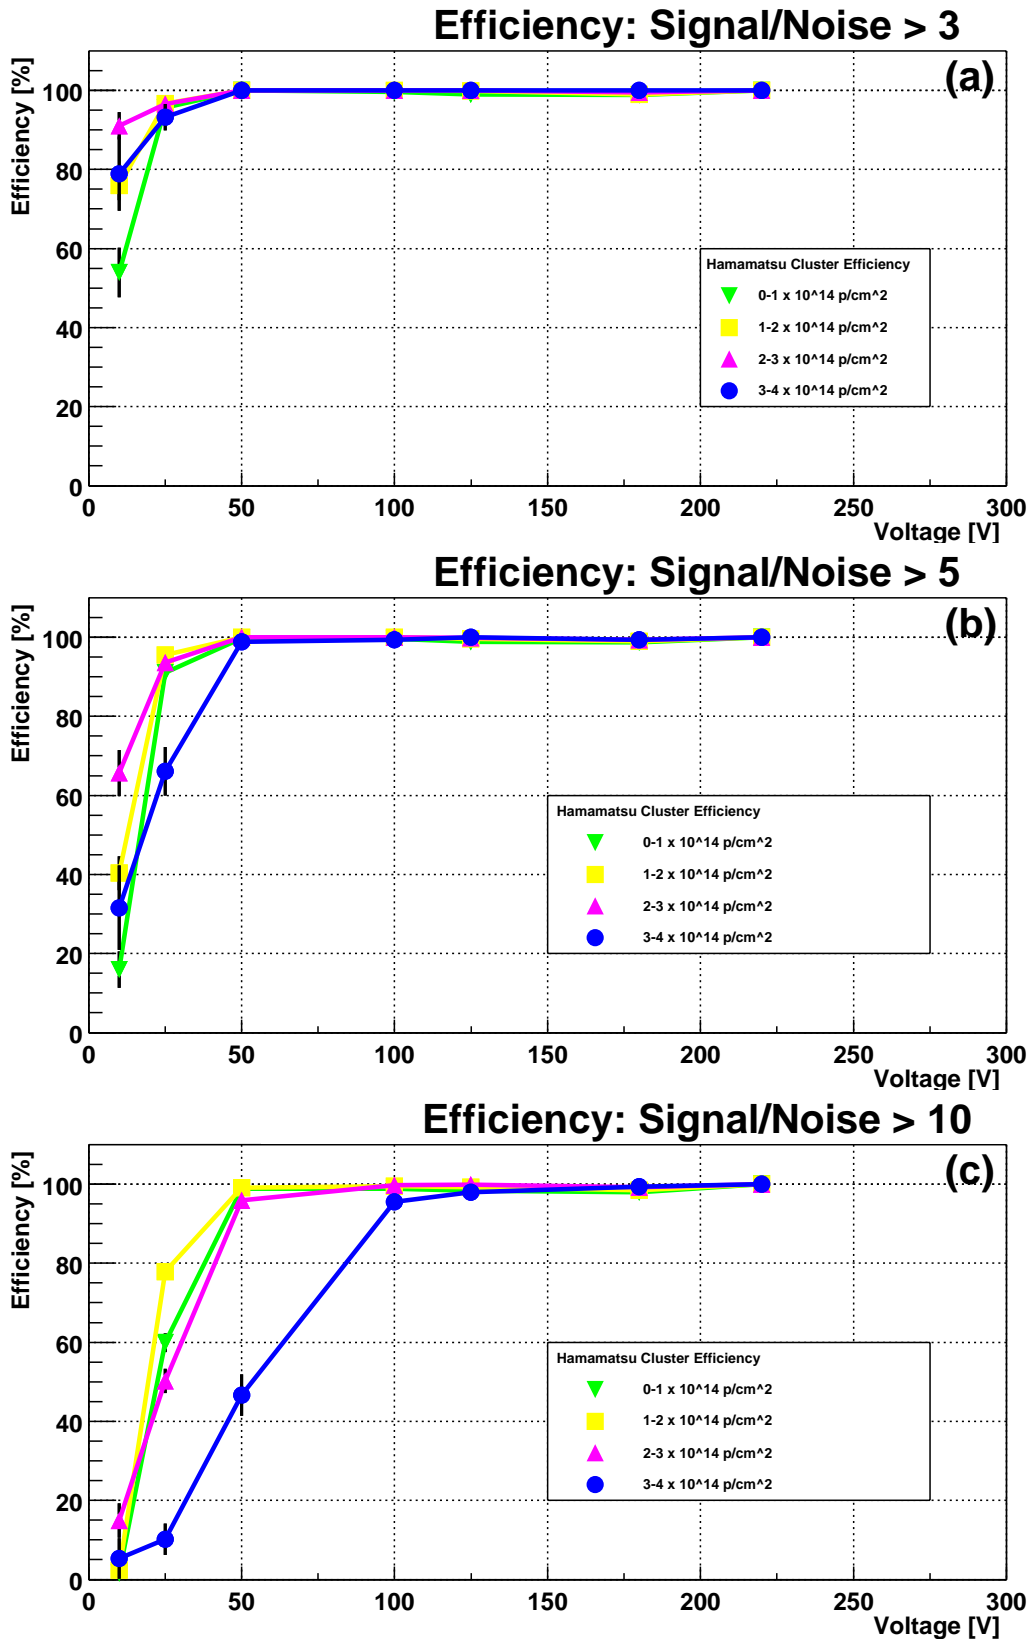 Efficiency: Signal/Noise > 3
Efficiency [%]
(a)
100
80
60
40
20
0
Hamamatsu Cluster Efficiency
0-1 x 10^14 p/cm^2
1-2 x 10^14 p/cm^2
2-3 x 10^14 p/cm^2
3-4 x 10^14 p/cm^2
0 50 100 150 200 250 300
Voltage [V]
Efficiency: Signal/Noise > 5
Efficiency [%]
(b)
100
80
60
40
20
0
Hamamatsu Cluster Efficiency
0-1 x 10^14 p/cm^2
1-2 x 10^14 p/cm^2
2-3 x 10^14 p/cm^2
3-4 x 10^14 p/cm^2
0 50 100 150 200 250 300
Voltage [V]
Efficiency: Signal/Noise > 10
Efficiency [%]
(c)
100
80
60
40
20
0
Hamamatsu Cluster Efficiency
0-1 x 10^14 p/cm^2
1-2 x 10^14 p/cm^2
2-3 x 10^14 p/cm^2
3-4 x 10^14 p/cm^2
0 50 100 150 200 250 300
Voltage [V]